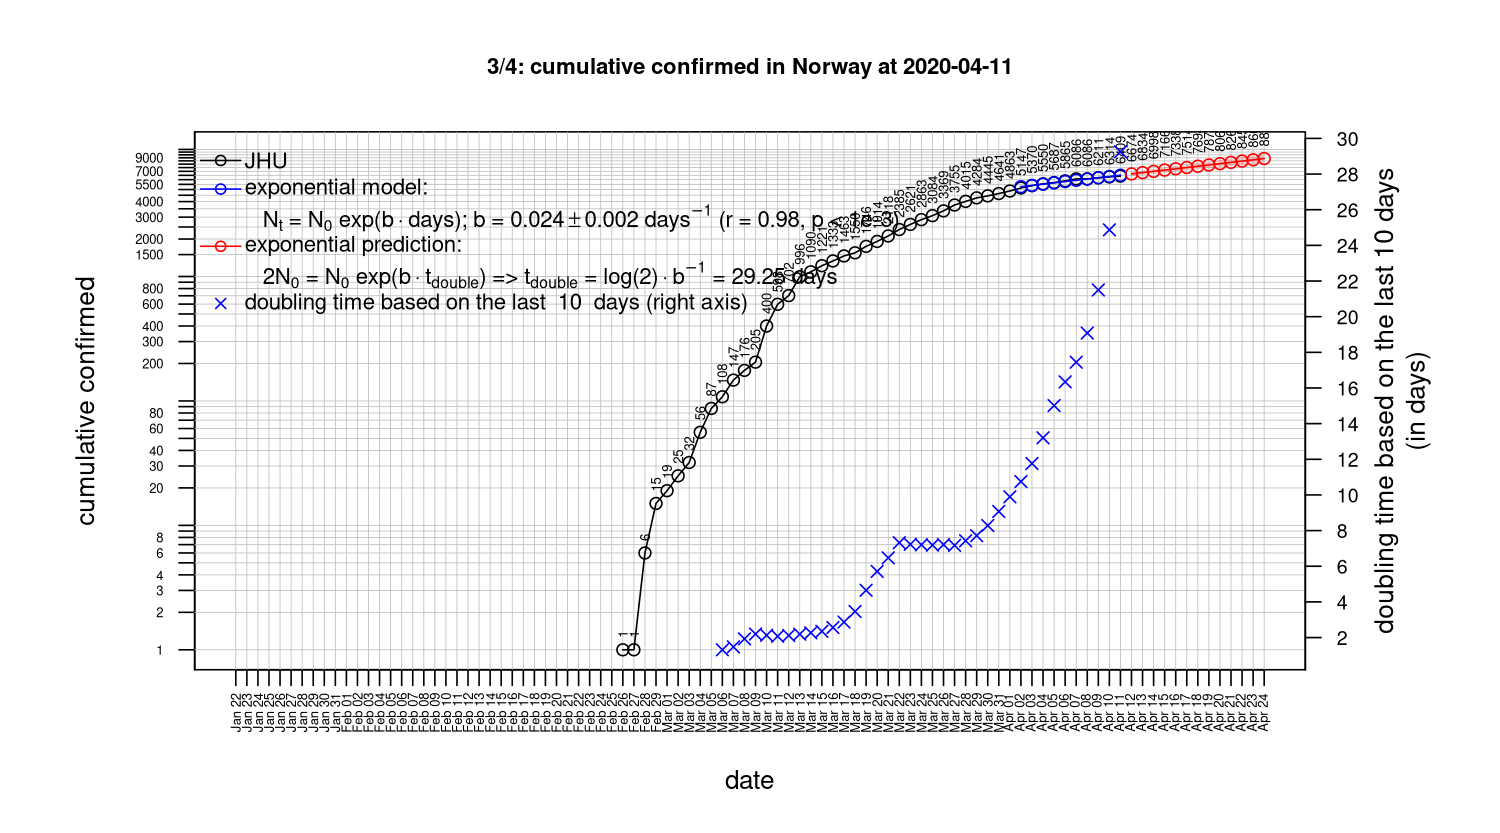 3/4: cumulative confirmed in Norway at 2020-04-11
JHU
exponential model:
Nt = N0 exp(b · days); b = 0.024 ± 0.002 days−1 (r = 0.98, p
exponential prediction:
2N0 = N0 exp(b · tdouble) => tdouble = log(2) · b−1 = 29.25 days
doubling time based on the last 10 days (right axis)
cumulative confirmed
9000
7000
5500
4000
3000
2000
1500
800
600
400
300
200
80
60
40
30
20
8
6
4
3
2
1
1 1 6 15 19 25 32 56 87 108 147 176 205 400 702 996 1090 1221 1333 1463 1550 1914 2118 2385 2621 2863 3084 3369 3755 4015 4284 4445 4641 4863 5147 5370 5550 5687 5865 6086 6086 6211 6314 6674 6834 6998 7166
30
28
26
24
22
20
18
16
14
12
10
8
6
4
2
doubling time based on the last 10 days
(in days)
Jan 22 Jan 23 Jan 24 Jan 25 Jan 26 Jan 27 Jan 28 Jan 29 Jan 30 Jan 31 Feb 01 Feb 02 Feb 03 Feb 04 Feb 05 Feb 06 Feb 07 Feb 08 Feb 09 Feb 10 Feb 11 Feb 12 Feb 13 Feb 14 Feb 15 Feb 16 Feb 17 Feb 18 Feb 19 Feb 20 Feb 21 Feb 22 Feb 23 Feb 24 Feb 25 Feb 26 Feb 27 Feb 28 Feb 29 Mar 01 Mar 02 Mar 03 Mar 04 Mar 05 Mar 06 Mar 07 Mar 08 Mar 09 Mar 10 Mar 11 Mar 12 Mar 13 Mar 14 Mar 15 Mar 16 Mar 17 Mar 18 Mar 19 Mar 20 Mar 21 Mar 22 Mar 23 Mar 24 Mar 25 Mar 26 Mar 27 Mar 28 Mar 29 Mar 30 Mar 31 Apr 01 Apr 02 Apr 03 Apr 04 Apr 05 Apr 06 Apr 07 Apr 08 Apr 09 Apr 10 Apr 11 Apr 12 Apr 13 Apr 14 Apr 15 Apr 16 Apr 17 Apr 18 Apr 19 Apr 20 Apr 21 Apr 22 Apr 23 Apr 24
date